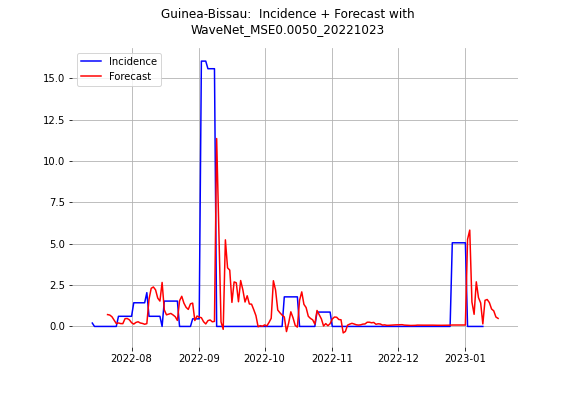 Guinea-Bissau:  Incidence + Forecast with
WaveNet_MSE0.0050_20221023
Incidence
Forecast
15.0
12.5
10.0
7.5
5.0
2.5
0.0
2022-08 2022-09 2022-10 2022-11 2022-12 2023-01